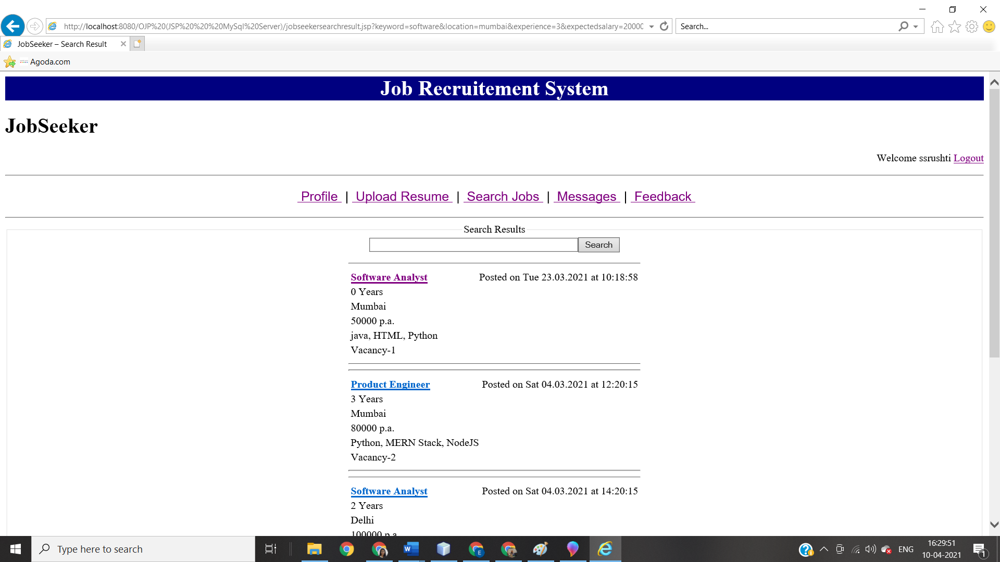 http://localhost:8080/OJP%20(JSP%20%20%20MySql%20Server)/jobseekersearchresult.jsp?keyword=software&location=mumbai&experience=3&expectedsalary=20000
Search...
JobSeeker – Search Result
Agoda.com
Job Recruitement System
JobSeeker
Welcome ssrushti Logout
Profile | Upload Resume | Search Jobs | Messages | Feedback
Search Results
Search
Software Analyst Posted on Tue 23.03.2021 at 10:18:58
0 Years
Mumbai
50000 p.a.
java, HTML, Python
Vacancy-1
Product Engineer Posted on Sat 04.03.2021 at 12:20:15
3 Years
Mumbai
80000 p.a.
Python, MERN Stack, NodeJS
Vacancy-2
Software Analyst Posted on Sat 04.03.2021 at 14:20:15
2 Years
Delhi
100000 p.a.
Type here to search
ENG
16:29:51
10-04-2021
1